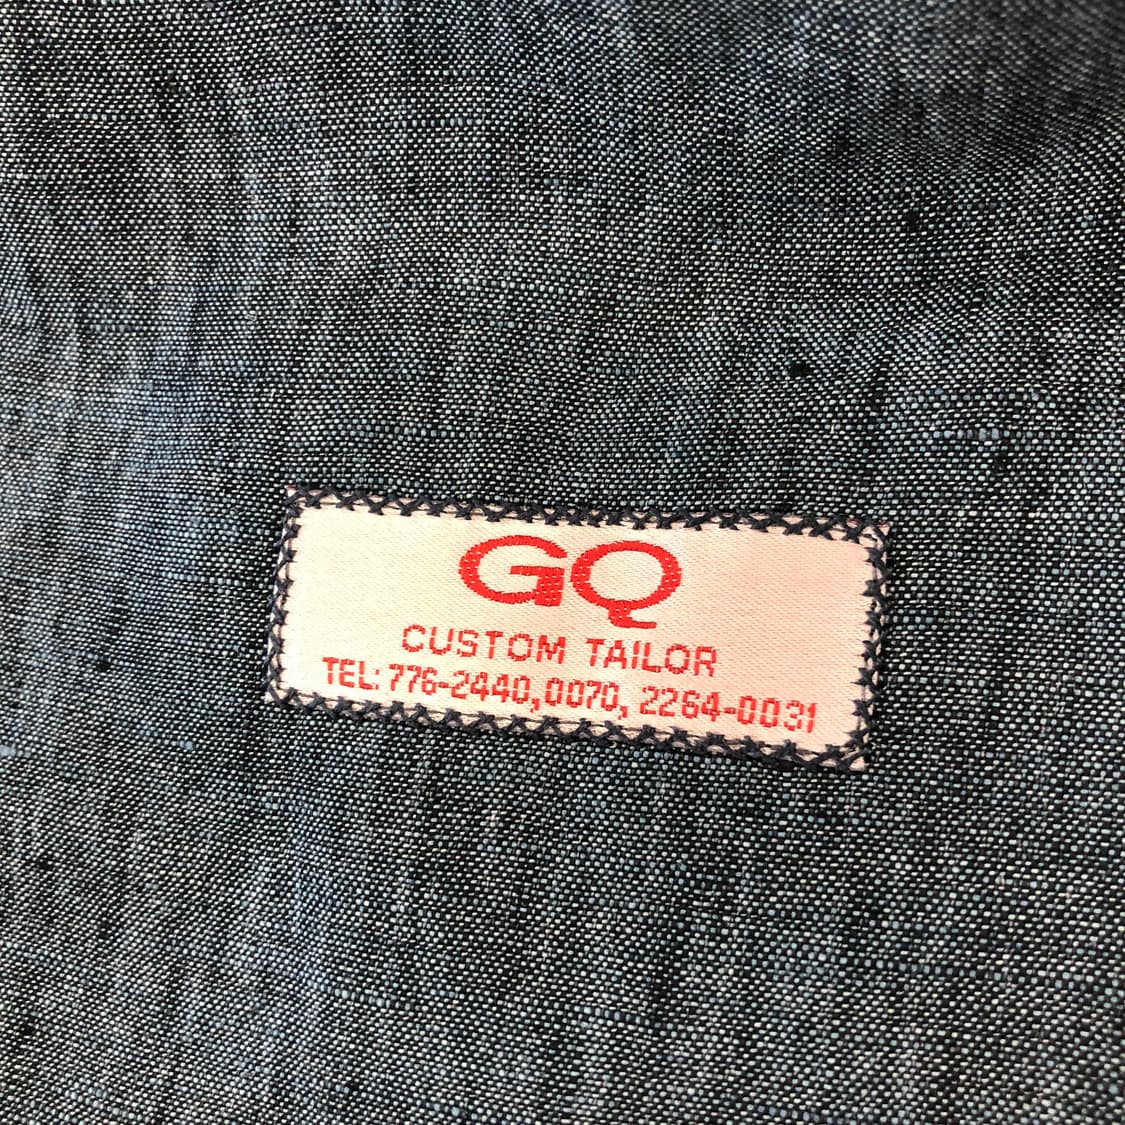 GQ
CUSTOM TAILOR
TEL: 776-2440,0070, 2264-0031